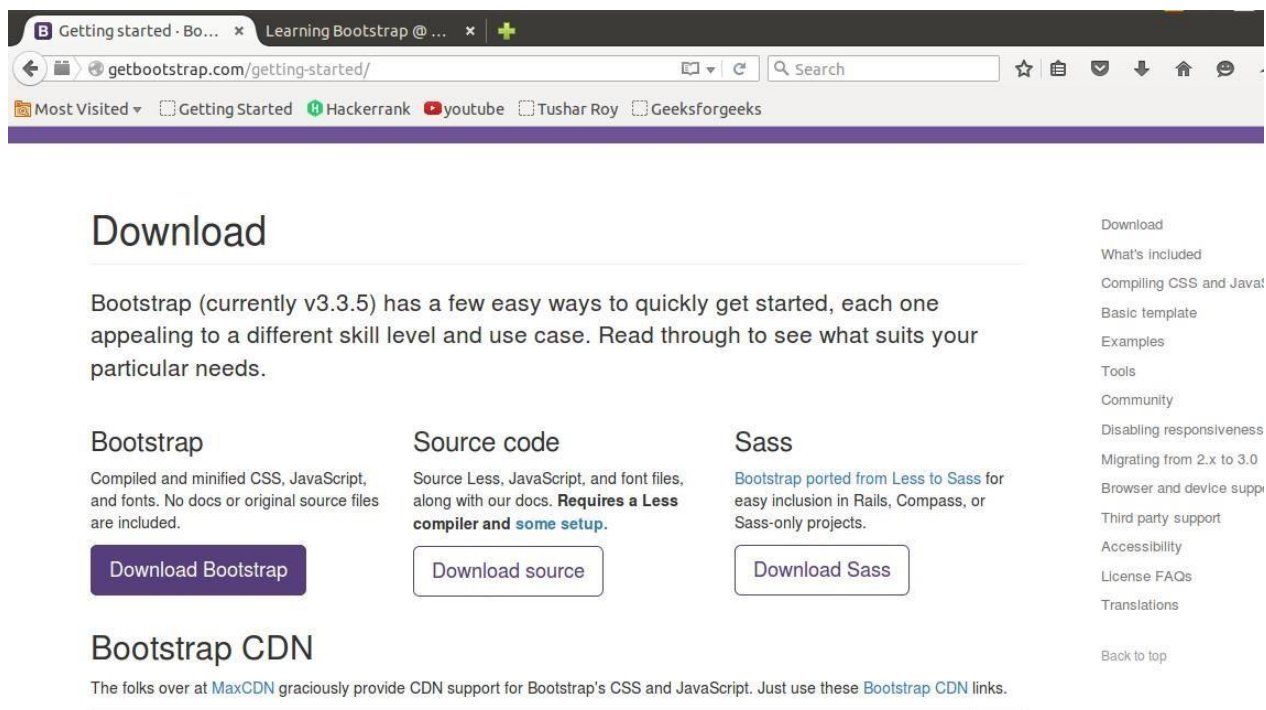 Getting started · Bo...
Learning Bootstrap @ ...
getbootstrap.com/getting-started/
Search
Most Visited
Getting Started
Hackerrank
youtube
Tushar Roy
Geeksforgeeks
Download
Bootstrap (currently v3.3.5) has a few easy ways to quickly get started, each one
appealing to a different skill level and use case. Read through to see what suits your
particular needs.
Bootstrap
Compiled and minified CSS, JavaScript,
and fonts. No docs or original source files
are included.
Download Bootstrap
Source code
Source Less, JavaScript, and font files,
along with our docs. Requires a Less
compiler and some setup.
Download source
Sass
Bootstrap ported from Less to Sass for
easy inclusion in Rails, Compass, or
Sass-only projects.
Download Sass
Bootstrap CDN
The folks over at MaxCDN graciously provide CDN support for Bootstrap's CSS and JavaScript. Just use these Bootstrap CDN links.
Download
What's included
Compiling CSS and JavaS
Basic template
Examples
Tools
Community
Disabling responsiveness
Migrating from 2.x to 3.0
Browser and device suppo
Third party support
Accessibility
License FAQs
Translations
Back to top